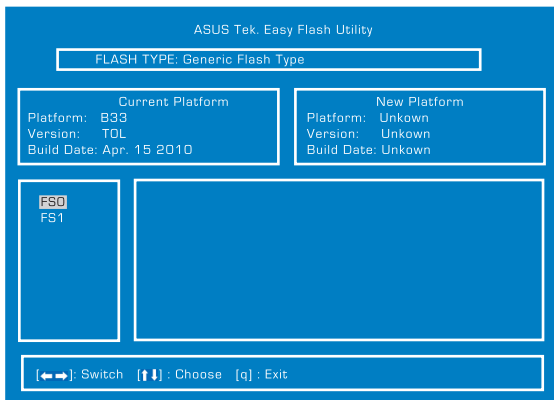 ASUS Tek. Easy Flash Utility
FLASH TYPE: Generic Flash Type
Current Platform
Platform: B33
Version: TOL
Build Date: Apr. 15 2010
New Platform
Platform: Unkown
Version: Unkown
Build Date: Unkown
FS0
FS1
[⬅➡]: Switch [⬆⬇] : Choose [q] : Exit